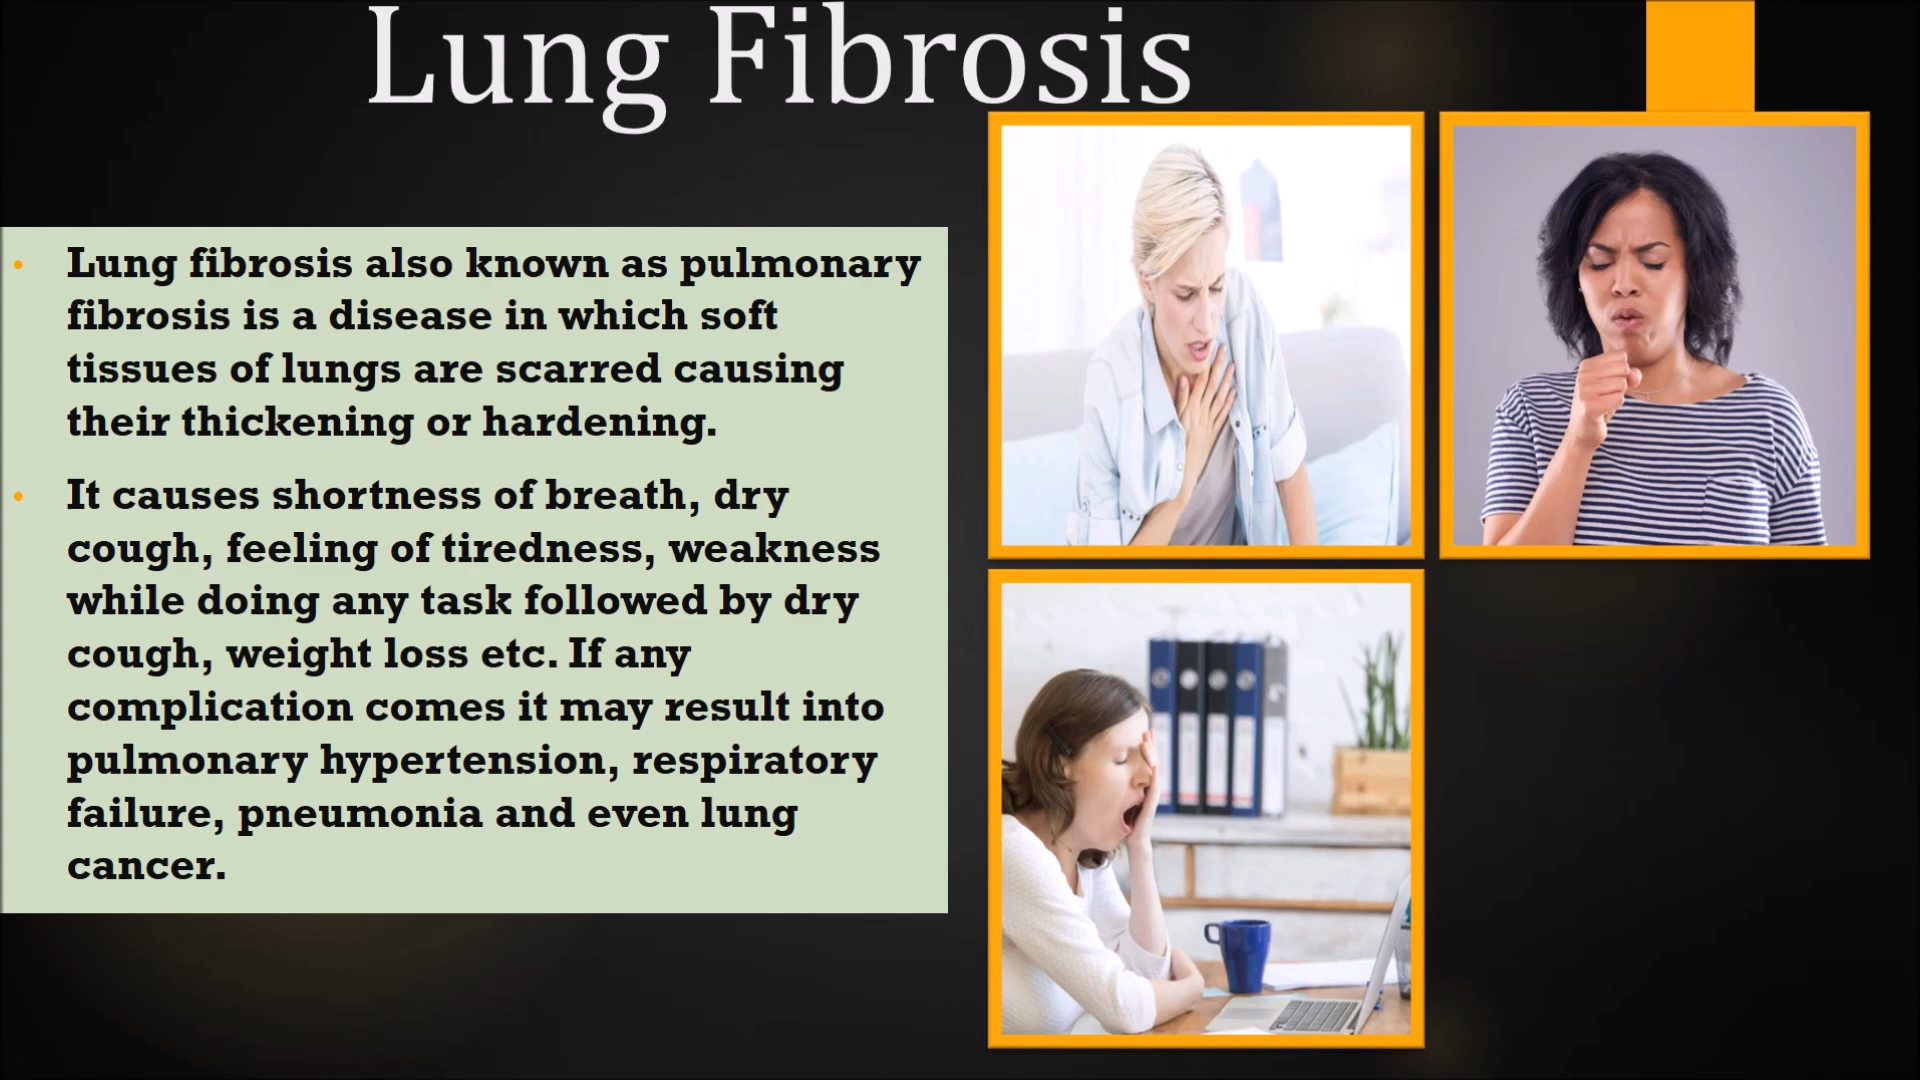 Lung Fibrosis
• Lung fibrosis also known as pulmonary
fibrosis is a disease in which soft
tissues of lungs are scarred causing
their thickening or hardening.
• It causes shortness of breath, dry
cough, feeling of tiredness, weakness
while doing any task followed by dry
cough, weight loss etc. If any
complication comes it may result into
pulmonary hypertension, respiratory
failure, pneumonia and even lung
cancer.